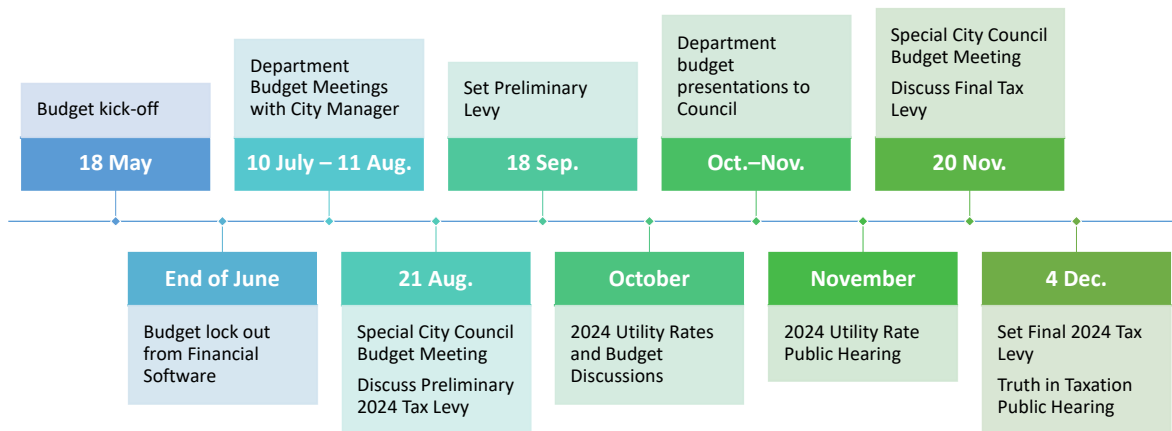 Budget kick-off
18 May
End of June
Budget lock out
from Financial
Software
Department
Budget Meetings
with City Manager
10 July – 11 Aug.
21 Aug.
Special City Council
Budget Meeting
Discuss Preliminary
2024 Tax Levy
Set Preliminary
Levy
18 Sep.
October
2024 Utility Rates
and Budget
Discussions
Department
budget
presentations to
Council
Oct.–Nov.
November
2024 Utility Rate
Public Hearing
Special City Council
Budget Meeting
Discuss Final Tax
Levy
20 Nov.
4 Dec.
Set Final 2024 Tax
Levy
Truth in Taxation
Public Hearing